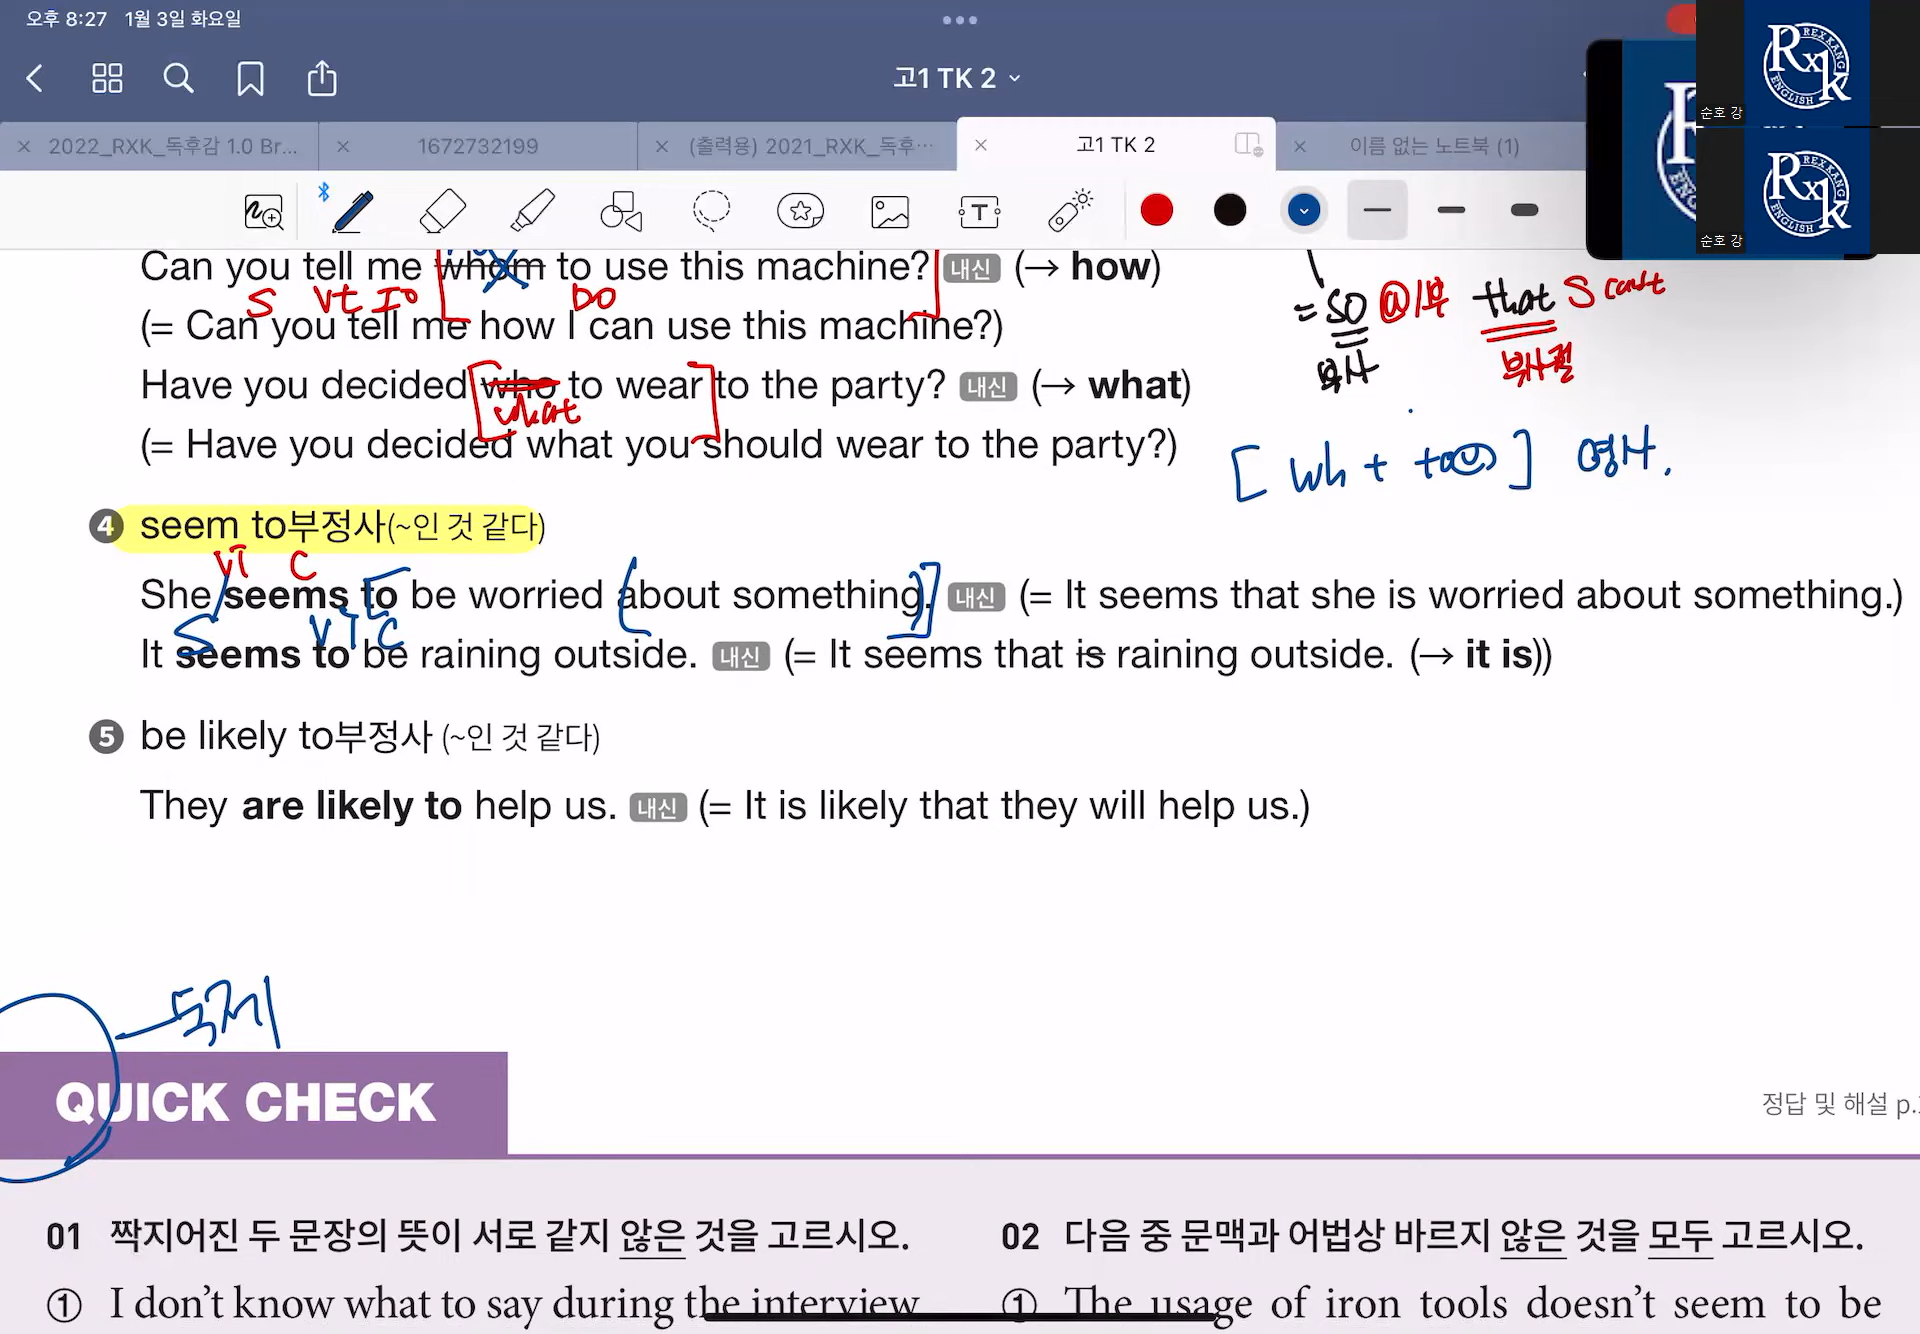 오후 8:27 1월 3일 화요일
고1 TK 2
2022_RXK_독후감 1.0 Br...
1672732199
(출력용) 2021_RXK_독후...
고1 TK 2
이름 없는 노트북 (1)
REX KANG
RxK
ENGLISH
순호 강
REX KANG
RxK
ENGLISH
순호 강
Can you tell me whom to use this machine? 내신 (→ how)
S Vt IO DO
= so @/부 that S can't
부사 부사절
(= Can you tell me how I can use this machine?)
Have you decided who to wear to the party? 내신 (→ what)
what
(= Have you decided what you should wear to the party?)
[ wh + to ] 명사.
4 seem to부정사(~인 것 같다)
Vi C
She seems to be worried about something. 내신 (= It seems that she is worried about something.)
S Vi C
It seems to be raining outside. 내신 (= It seems that is raining outside. (→ it is))
5 be likely to부정사 (~인 것 같다)
They are likely to help us. 내신 (= It is likely that they will help us.)
숙제
QUICK CHECK
정답 및 해설 p.
01 짝지어진 두 문장의 뜻이 서로 같지 않은 것을 고르시오.
① I don't know what to say during the interview
02 다음 중 문맥과 어법상 바르지 않은 것을 모두 고르시오.
① The usage of iron tools doesn't seem to be